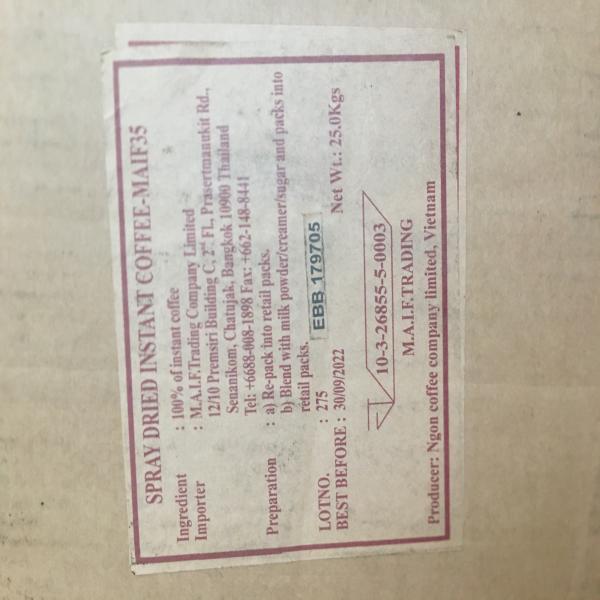 SPRAY DRIED INSTANT COFFEE-MAIF35
Ingredient : 100% of instant coffee
Importer : M.A.I.F.Trading Company Limited
12/10 Premsiri Building C, 2nd FL, Prasertmanukit Rd.,
Senanikom, Chatujak, Bangkok 10900 Thailand
Tel: +6688-008-1898 Fax: +662-148-8441
Preparation : a) Re-pack into retail packs.
b) Blend with milk powder/creamer/sugar and packs into
retail packs.
EBB 179705
LOTNO. : 275
BEST BEFORE : 30/09/2022 Net Wt.: 25.0Kgs
10-3-26855-5-0003
M.A.I.F.TRADING
Producer: Ngon coffee company limited, Vietnam